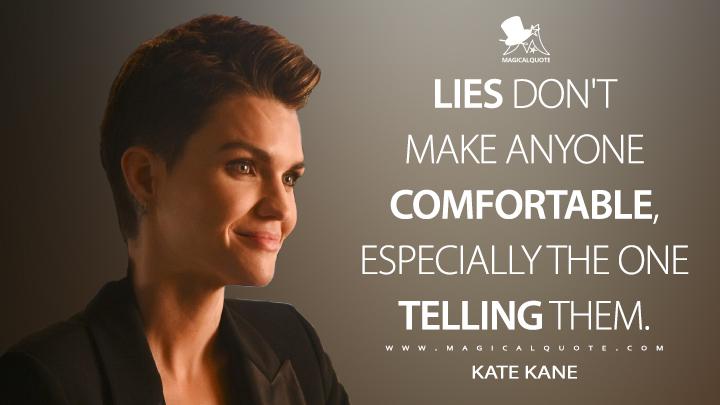 MAGICALQUOTE
LIES DON'T
MAKE ANYONE
COMFORTABLE,
ESPECIALLY THE ONE
TELLING THEM.
WWW.MAGICALQUOTE.COM
KATE KANE